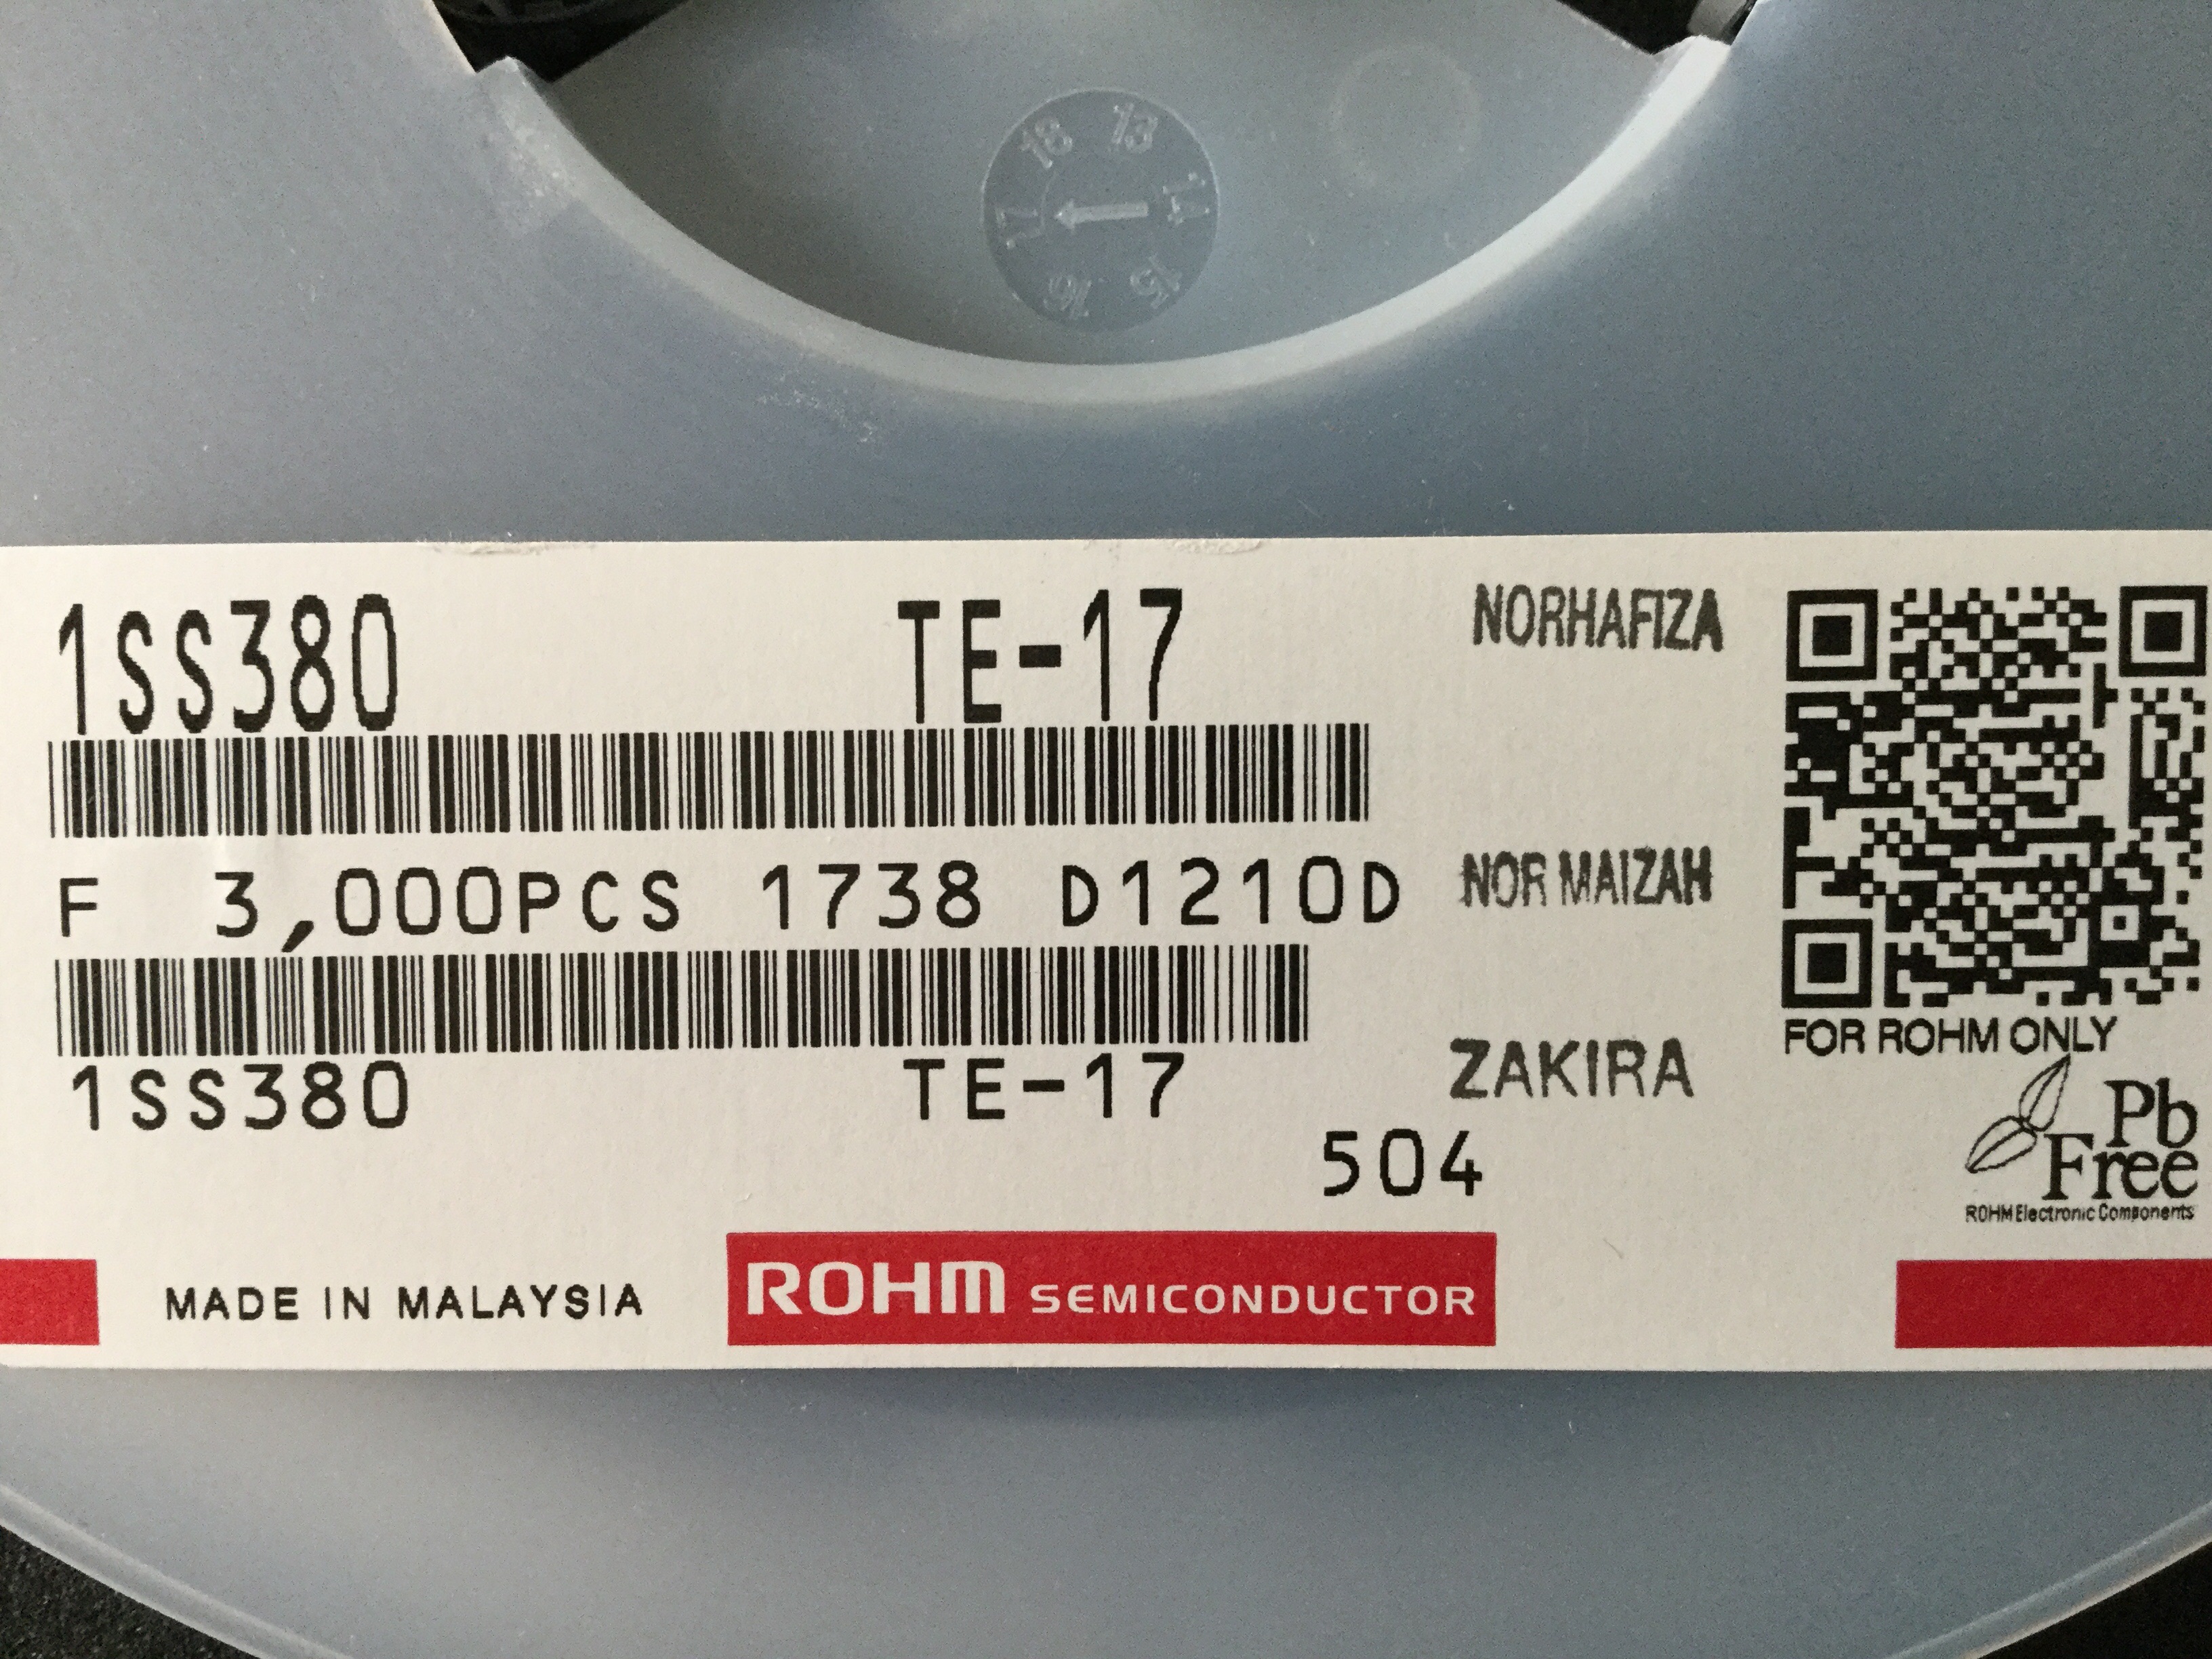 18 13
17 14
16 15
1SS380 TE-17 NORHAFIZA
F 3,000PCS 1738 D1210D NOR MAIZAH
FOR ROHM ONLY
1SS380 TE-17 ZAKIRA
504
Pb
Free
ROHM Electronic Components
MADE IN MALAYSIA ROHM SEMICONDUCTOR